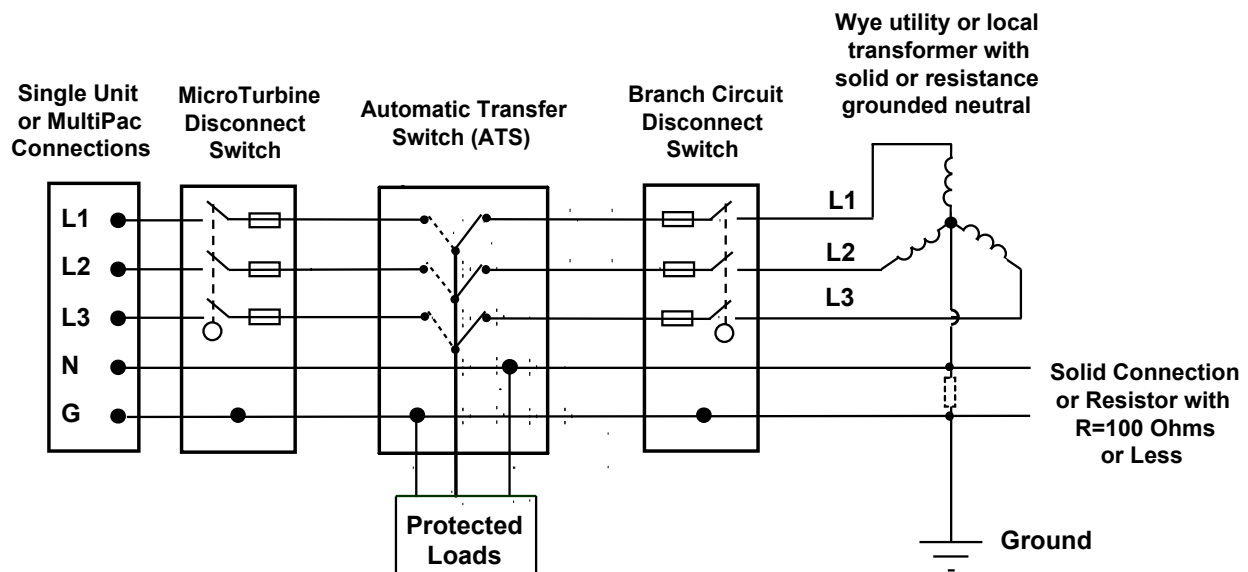 Wye utility or local
transformer with
solid or resistance
grounded neutral
Single Unit
or MultiPac
Connections
MicroTurbine
Disconnect
Switch
Automatic Transfer
Switch (ATS)
Branch Circuit
Disconnect
Switch
L1
L2
L3
N
G
L1
L2
L3
Solid Connection
or Resistor with
R=100 Ohms
or Less
Protected
Loads
Ground